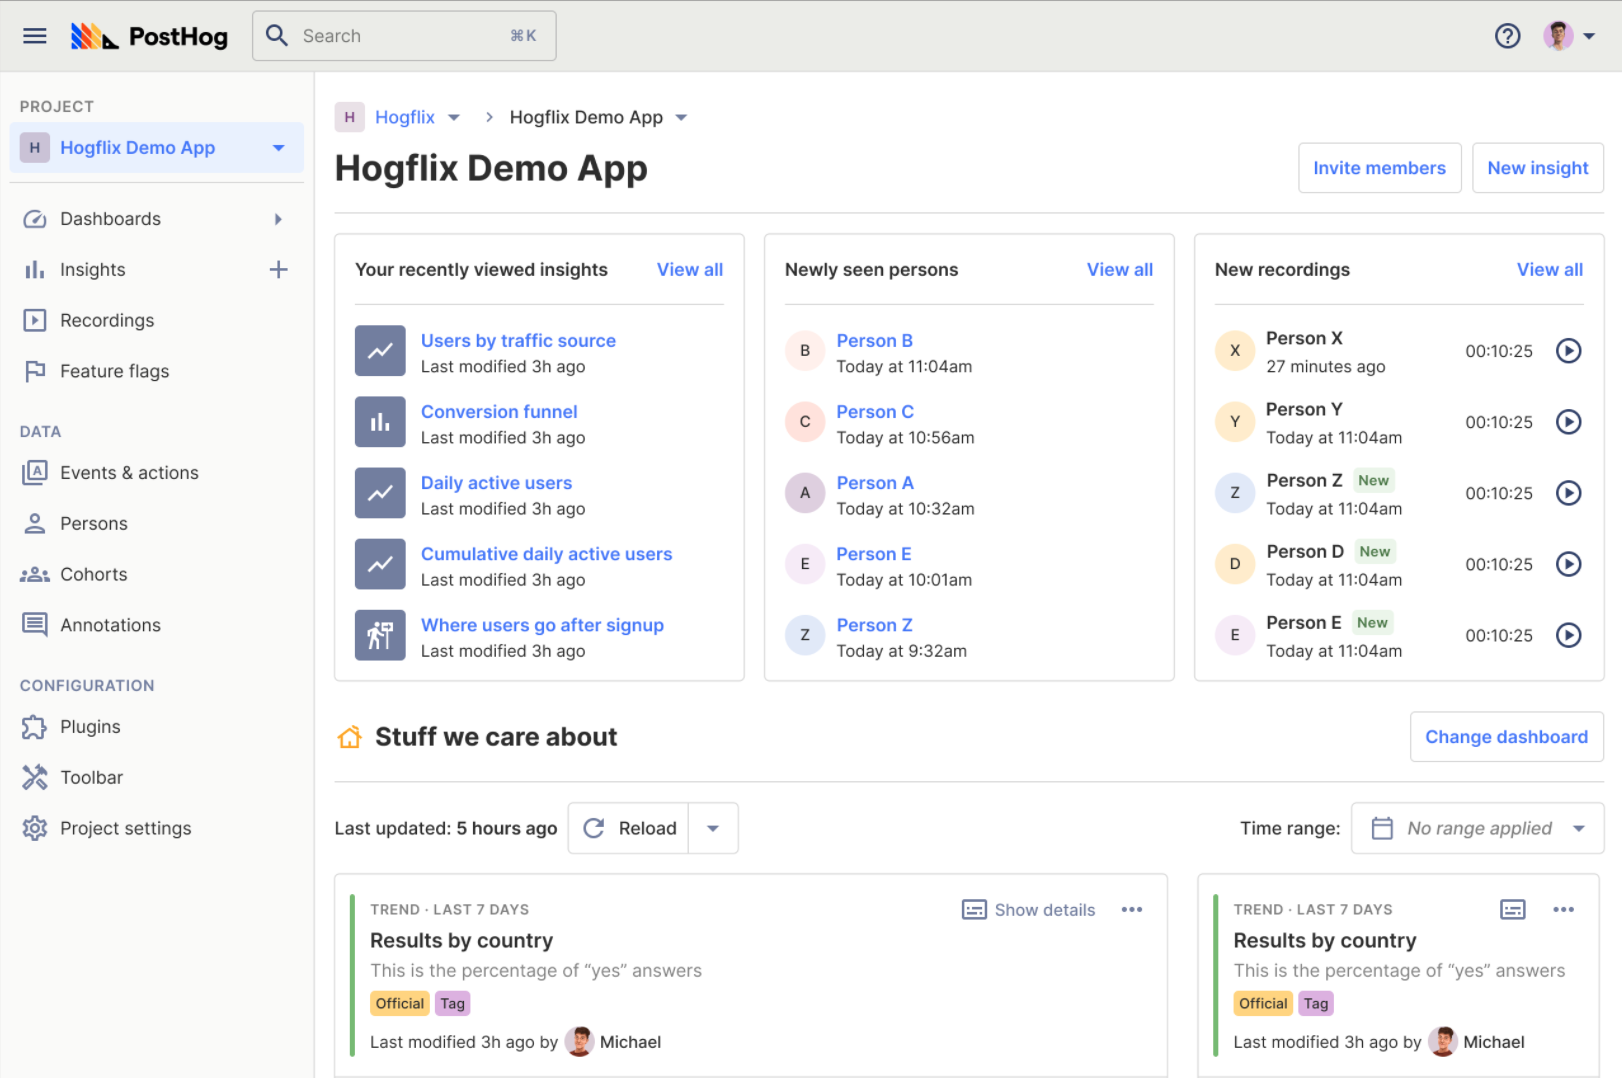 PostHog
Search ⌘K
PROJECT
H Hogflix Demo App
Dashboards
Insights
Recordings
Feature flags
DATA
Events & actions
Persons
Cohorts
Annotations
CONFIGURATION
Plugins
Toolbar
Project settings
H Hogflix > Hogflix Demo App
Hogflix Demo App
Invite members
New insight
Your recently viewed insights View all
Users by traffic source
Last modified 3h ago
Conversion funnel
Last modified 3h ago
Daily active users
Last modified 3h ago
Cumulative daily active users
Last modified 3h ago
Where users go after signup
Last modified 3h ago
Newly seen persons View all
B Person B
Today at 11:04am
C Person C
Today at 10:56am
A Person A
Today at 10:32am
E Person E
Today at 10:01am
Z Person Z
Today at 9:32am
New recordings View all
X Person X 00:10:25
27 minutes ago
Y Person Y 00:10:25
Today at 11:04am
Z Person Z New 00:10:25
Today at 11:04am
D Person D New 00:10:25
Today at 11:04am
E Person E New 00:10:25
Today at 11:04am
Stuff we care about
Change dashboard
Last updated: 5 hours ago Reload
Time range: No range applied
TREND · LAST 7 DAYS Show details
Results by country
This is the percentage of “yes” answers
Official Tag
Last modified 3h ago by Michael
TREND · LAST 7 DAYS
Results by country
This is the percentage of “yes” answers
Official Tag
Last modified 3h ago by Michael